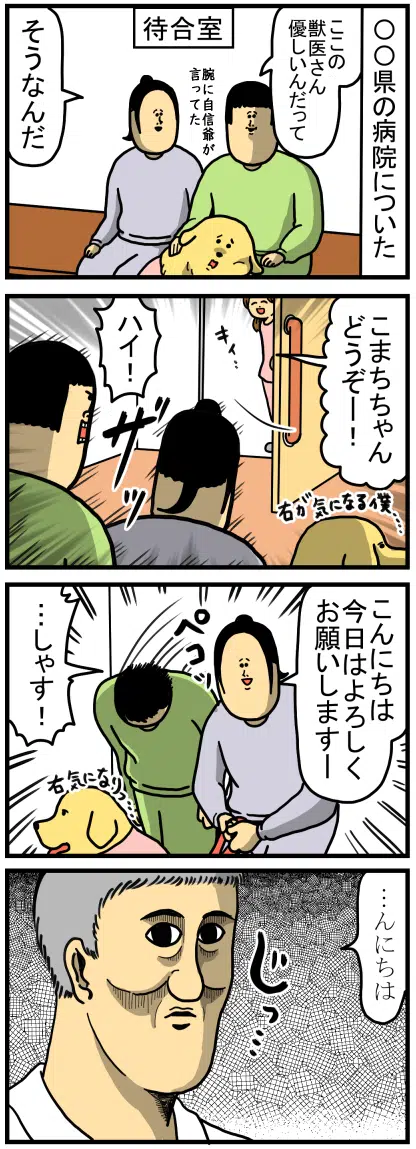 〇〇県の病院についた
待合室
ここの
獣医さん
優しいんだって
腕に自信爺が
言ってた
そうなんだ
こまちちゃん
どうぞー！
キィ…
ハイ！
ザッ
右が気になる僕…
こんにちは
今日はよろしく
お願いしますー
ペコッ
…しゃす！
右気になりつ…
…んにちは
じっ…